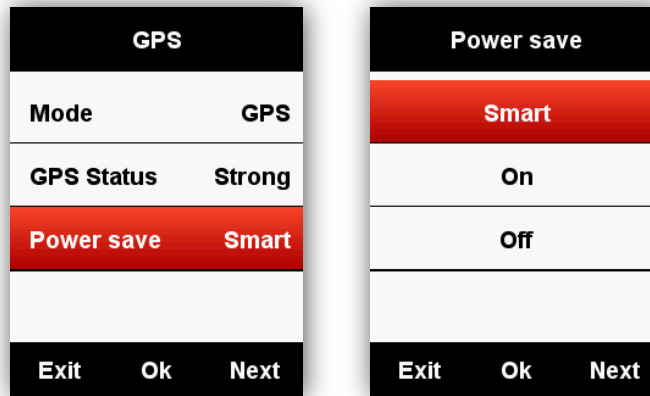 GPS
Mode GPS
GPS Status Strong
Power save Smart
Exit Ok Next
Power save
Smart
On
Off
Exit Ok Next